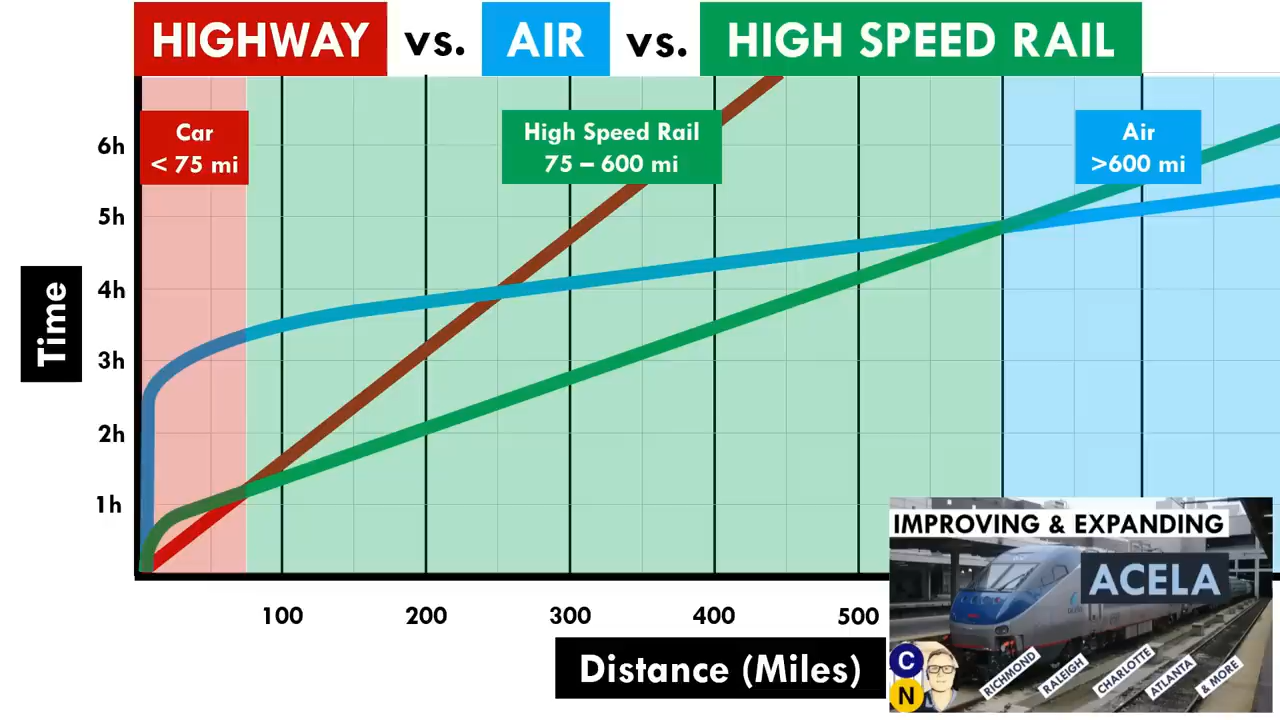 HIGHWAY vs. AIR vs. HIGH SPEED RAIL
Car
< 75 mi
High Speed Rail
75 – 600 mi
Air
>600 mi
6h
5h
4h
3h
2h
1h
Time
100 200 300 400 500
Distance (Miles)
IMPROVING & EXPANDING
ACELA
C
N
RICHMOND
RALEIGH
CHARLOTTE
ATLANTA
& MORE